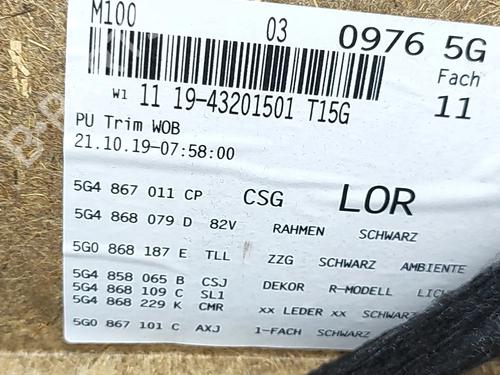 M100 03 0976 5G
Fach
W1 11 19-43201501 T15G 11
PU Trim WOB
21.10.19-07:58:00
5G4 867 011 CP CSG LOR
5G4 868 079 D 82V RAHMEN SCHWARZ
5G0 868 187 E TLL ZZG SCHWARZ AMBIENTE
5G4 858 065 B CSJ DEKOR R-MODELL
5G4 868 109 C SL1
5G4 868 229 K CMR xx LEDER xx SCHWARZ
5G0 867 101 C AXJ 1-FACH SCHWARZ